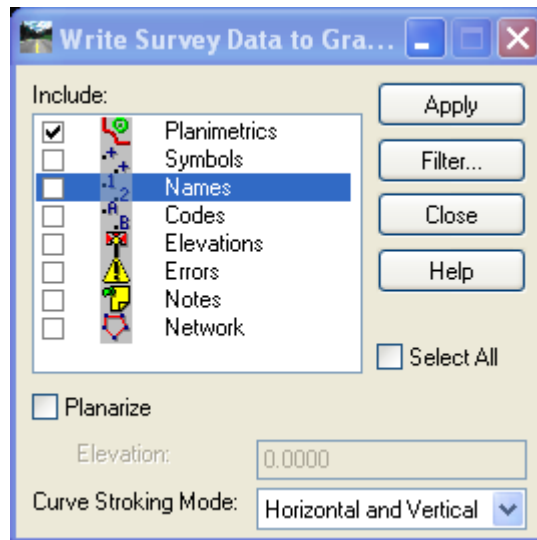 Write Survey Data to Gra...
Include:
Planimetrics
Symbols
Names
Codes
Elevations
Errors
Notes
Network
Apply
Filter...
Close
Help
Select All
Planarize
Elevation:
0.0000
Curve Stroking Mode:
Horizontal and Vertical